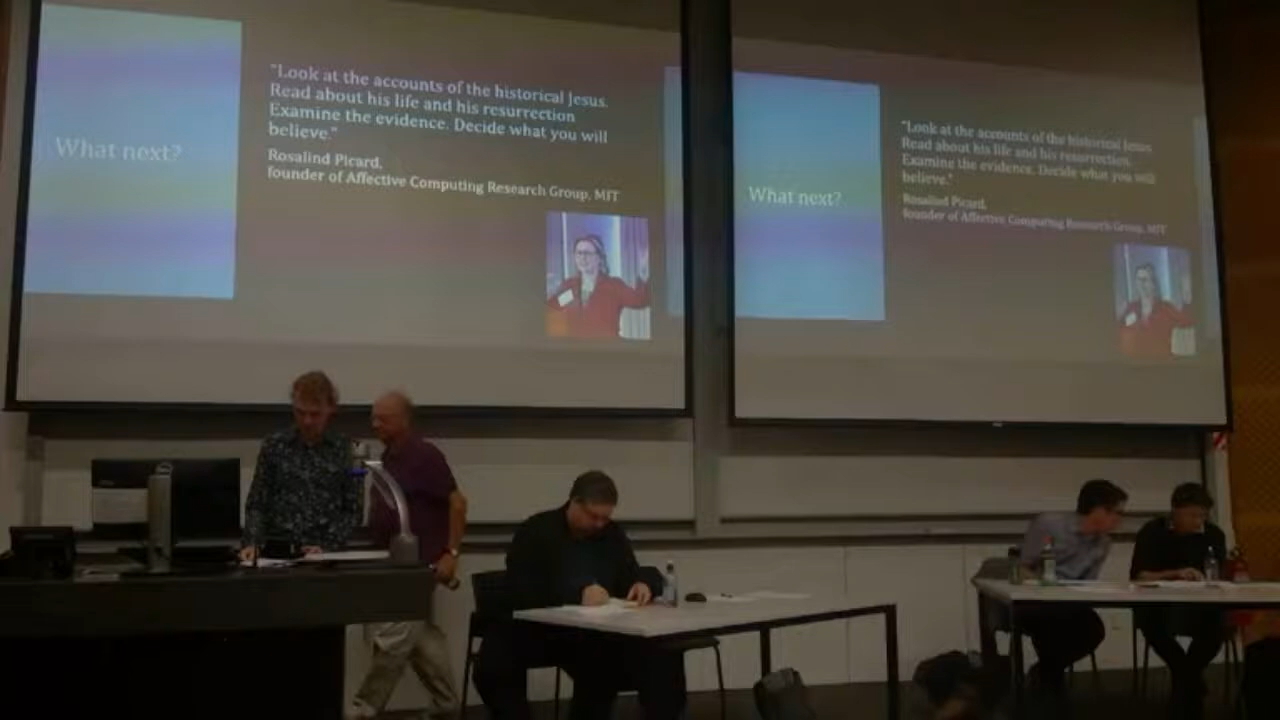 What next?
"Look at the accounts of the historical Jesus.
Read about his life and his resurrection
Examine the evidence. Decide what you will
believe."
Rosalind Picard,
founder of Affective Computing Research Group, MIT
What next?
"Look at the accounts of the historical Jesus.
Read about his life and his resurrection.
Examine the evidence. Decide what you will
believe."
Rosalind Picard,
founder of Affective Computing Research Group, MIT